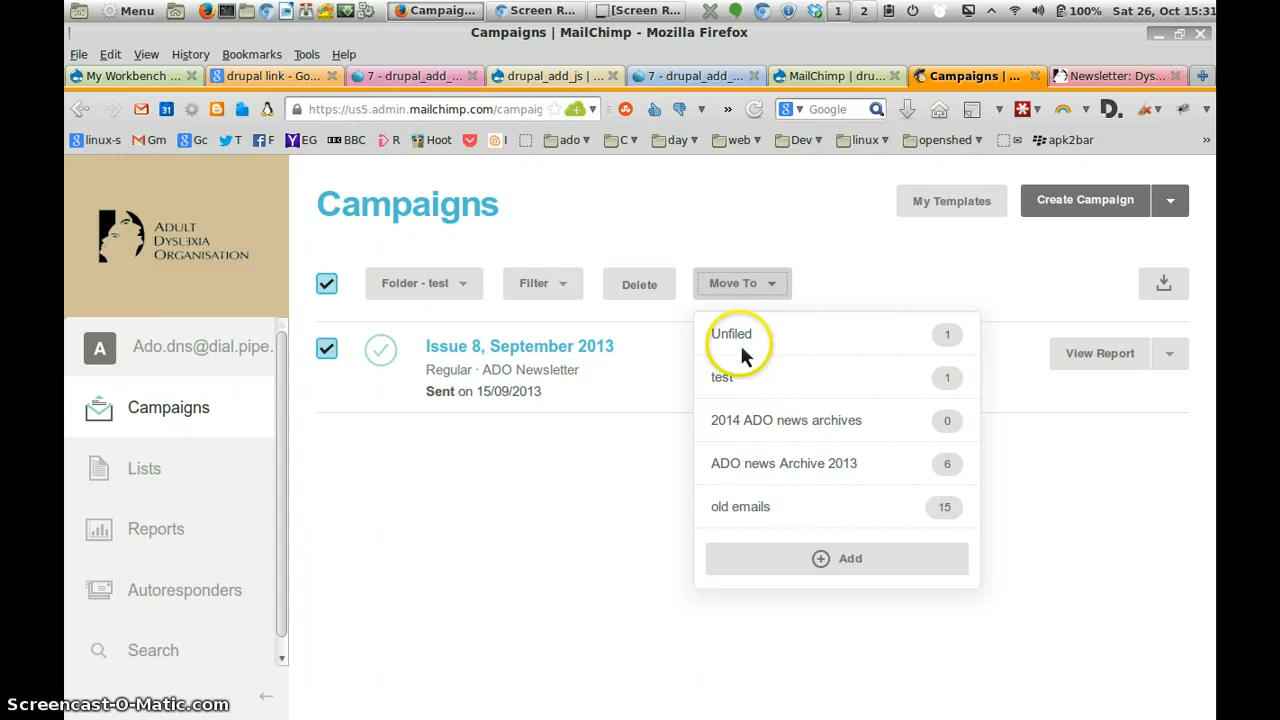 Menu
Campaig...
Screen R...
[Screen R...
1
2
100%
Sat 26, Oct 15:31
Campaigns | MailChimp - Mozilla Firefox
File Edit View History Bookmarks Tools Help
My Workbench ...
drupal link - Go...
7 - drupal_add_...
drupal_add_js | ...
7 - drupal_add_...
MailChimp | dru...
Campaigns | ...
Newsletter: Dys...
https://us5.admin.mailchimp.com/campaig
Google
linux-s
Gm
Gc
T
F
EG
BBC
R
Hoot
I
ado
C
day
web
Dev
linux
openshed
apk2bar
ADULT
DYSLEXIA
ORGANISATION
Campaigns
My Templates
Create Campaign
Folder - test
Filter
Delete
Move To
A
Ado.dns@dial.pipe.
Campaigns
Lists
Reports
Autoresponders
Search
Issue 8, September 2013
Regular · ADO Newsletter
Sent on 15/09/2013
Unfiled 1
test 1
2014 ADO news archives 0
ADO news Archive 2013 6
old emails 15
Add
View Report
Screencast-O-Matic.com